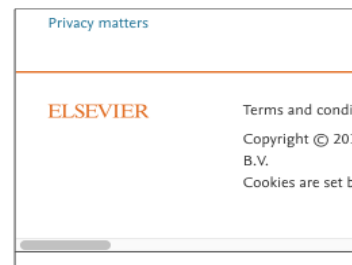 Privacy matters
ELSEVIER
Terms and condi
Copyright © 20
B.V.
Cookies are set b